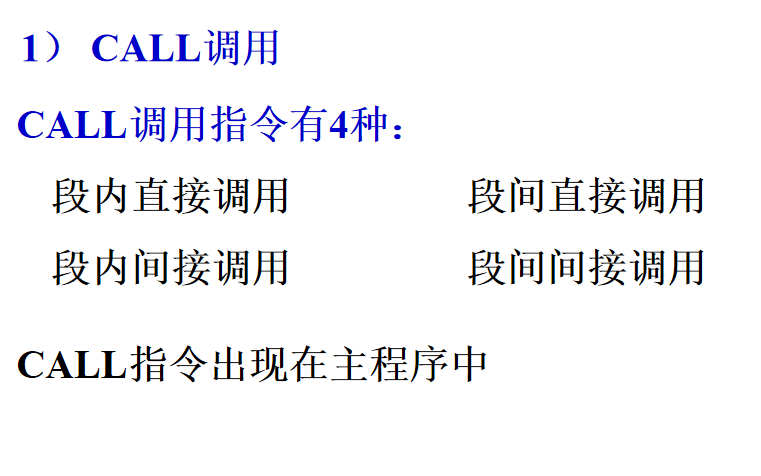 1） CALL调用
CALL调用指令有4种：
段内直接调用 段间直接调用
段内间接调用 段间间接调用
CALL指令出现在主程序中